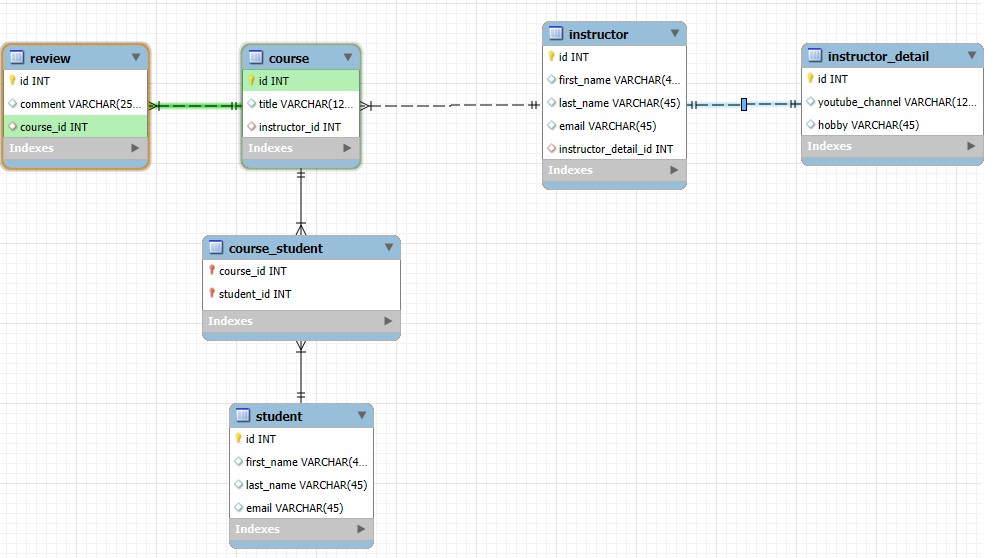 review
id INT
comment VARCHAR(25...
course_id INT
Indexes
course
id INT
title VARCHAR(12...
instructor_id INT
Indexes
instructor
id INT
first_name VARCHAR(4...
last_name VARCHAR(45)
email VARCHAR(45)
instructor_detail_id INT
Indexes
instructor_detail
id INT
youtube_channel VARCHAR(12...
hobby VARCHAR(45)
Indexes
course_student
course_id INT
student_id INT
Indexes
student
id INT
first_name VARCHAR(4...
last_name VARCHAR(45)
email VARCHAR(45)
Indexes